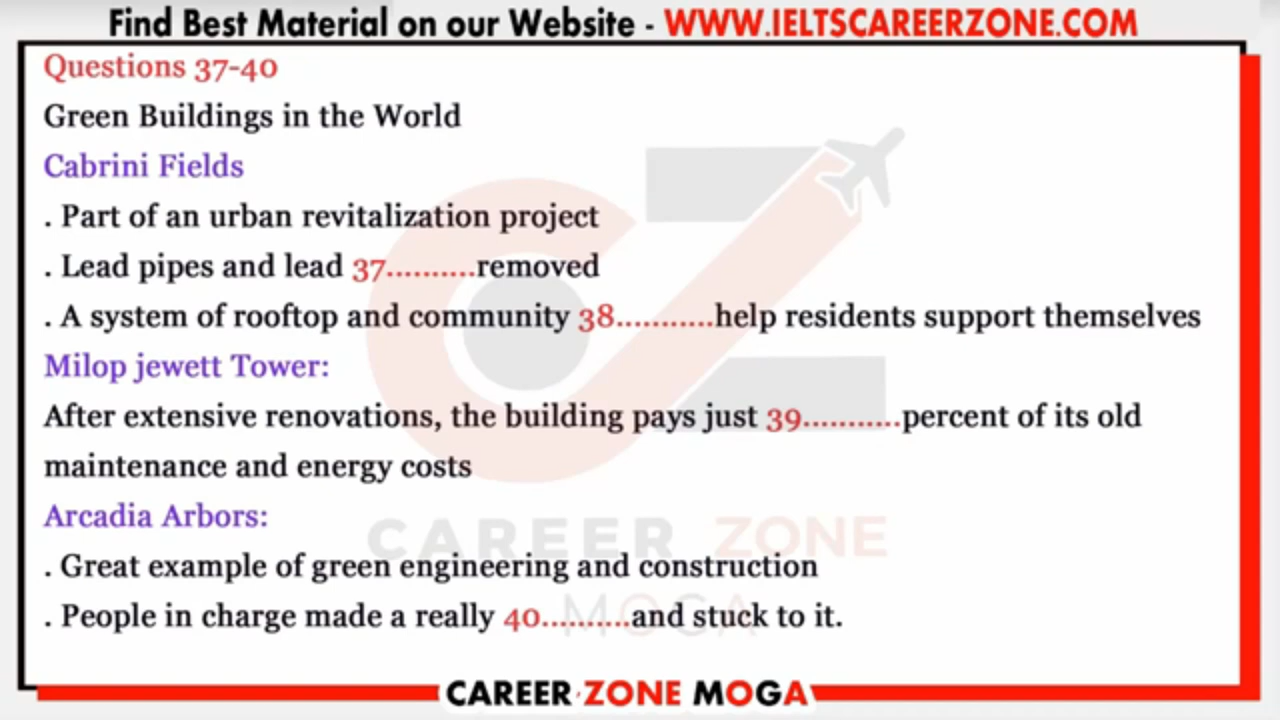 Find Best Material on our Website - WWW.IELTSCAREERZONE.COM
Questions 37-40
Green Buildings in the World
Cabrini Fields
. Part of an urban revitalization project
. Lead pipes and lead 37..........removed
. A system of rooftop and community 38...........help residents support themselves
Milop jewett Tower:
After extensive renovations, the building pays just 39...........percent of its old
maintenance and energy costs
Arcadia Arbors:
CAREER ZONE
. Great example of green engineering and construction
. People in charge made a really 40..........and stuck to it.
MOGA
CAREER ZONE MOGA